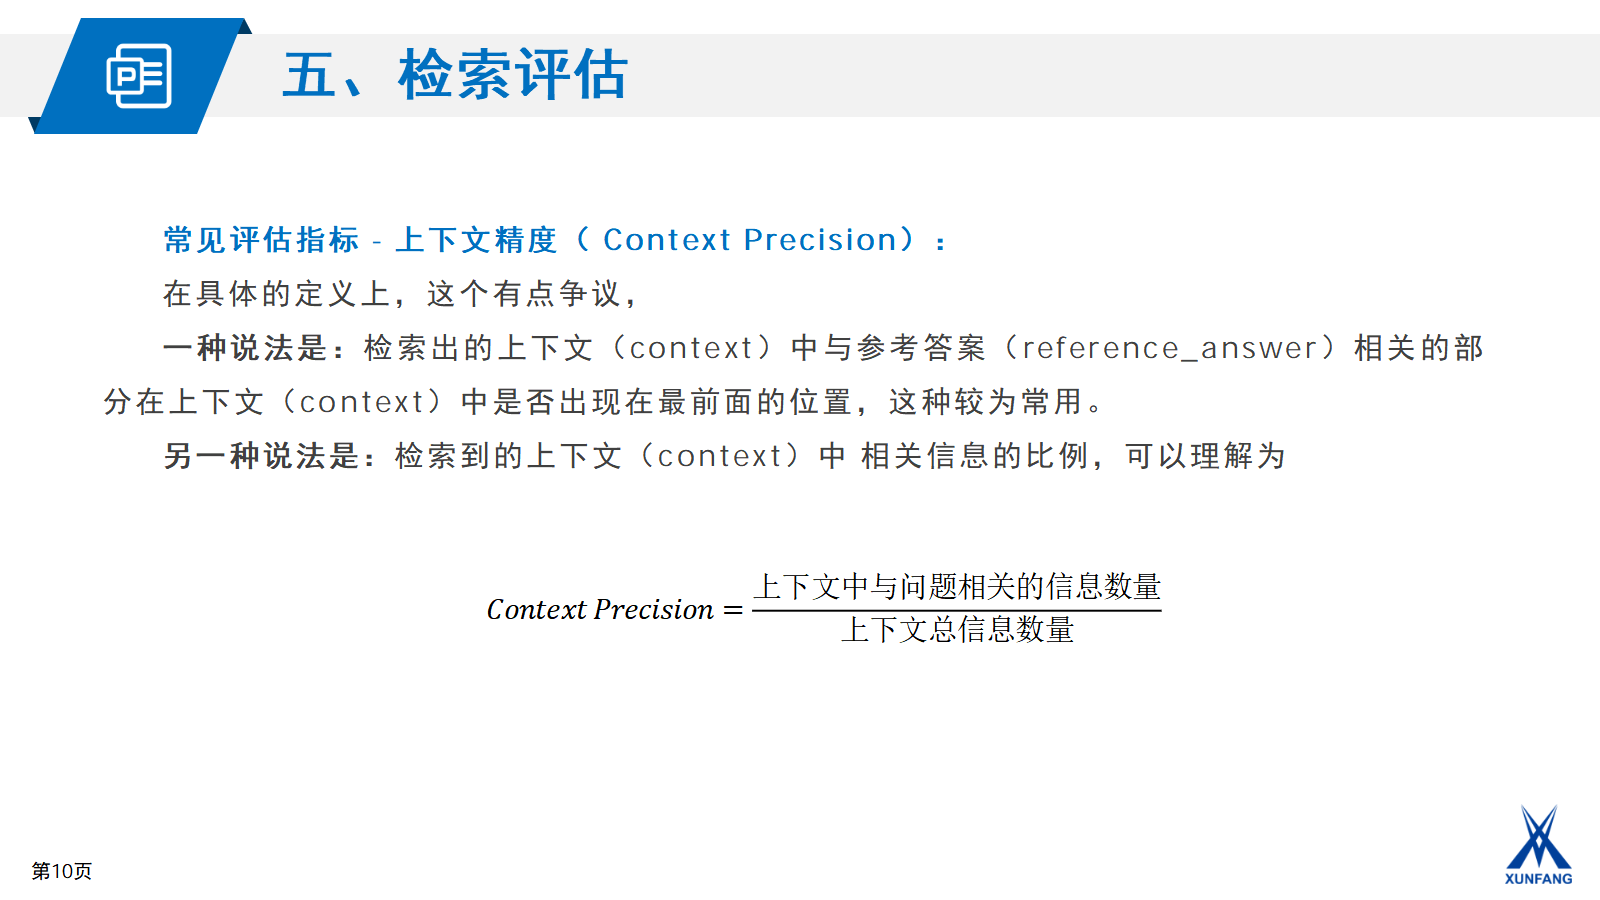 五、检索评估
常见评估指标 - 上下文精度（ Context Precision）：
在具体的定义上，这个有点争议，
一种说法是：检索出的上下文（context）中与参考答案（reference_answer）相关的部
分在上下文（context）中是否出现在最前面的位置，这种较为常用。
另一种说法是：检索到的上下文（context）中 相关信息的比例，可以理解为
上下文中与问题相关的信息数量
Context Precision =
上下文总信息数量
第10页
XUNFANG